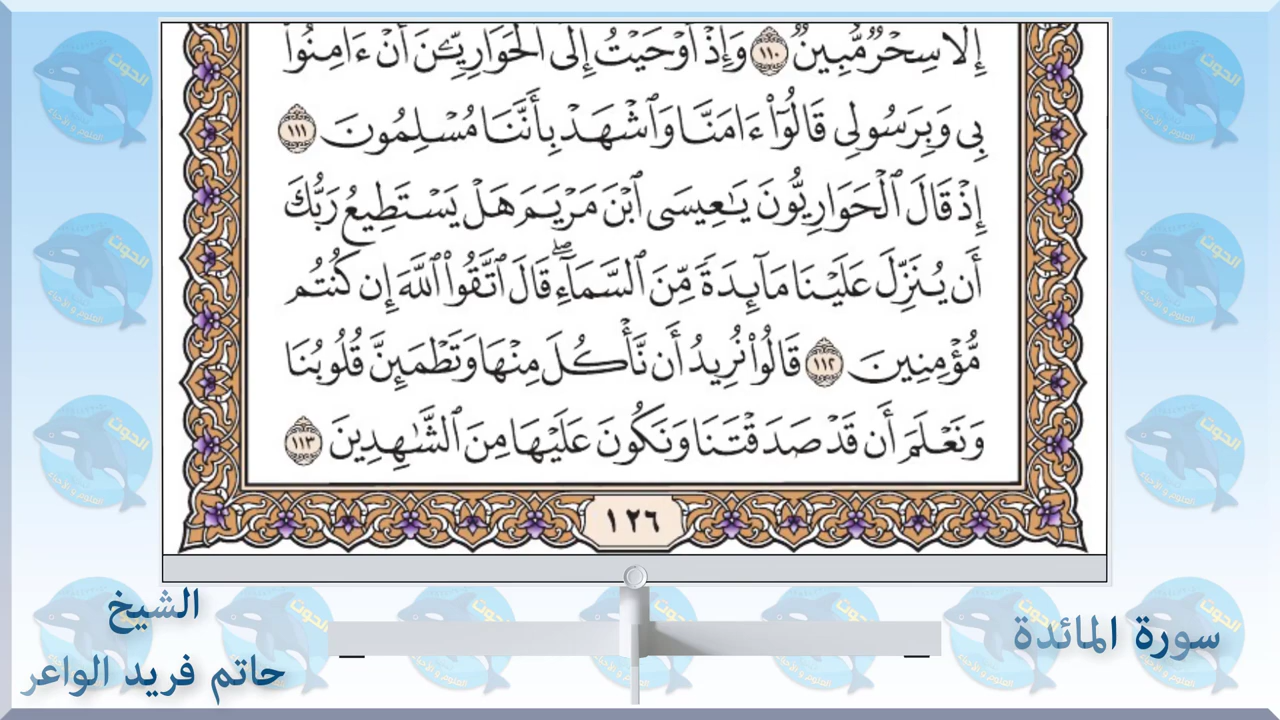 إِلَّا سِحْرٌ مُّبِينٌ ١١٠ وَإِذْ أَوْحَيْتُ إِلَى ٱلْحَوَارِيِّـۧنَ أَنْ ءَامِنُوا۟
بِى وَبِرَسُولِى قَالُوٓا۟ ءَامَنَّا وَٱشْهَدْ بِأَنَّنَا مُسْلِمُونَ ١١١
إِذْ قَالَ ٱلْحَوَارِيُّونَ يَـٰعِيسَى ٱبْنَ مَرْيَمَ هَلْ يَسْتَطِيعُ رَبُّكَ
أَن يُنَزِّلَ عَلَيْنَا مَآئِدَةً مِّنَ ٱلسَّمَآءِ ۖ قَالَ ٱتَّقُوا۟ ٱللَّهَ إِن كُنتُم
مُّؤْمِنِينَ ١١٢ قَالُوا۟ نُرِيدُ أَن نَّأْكُلَ مِنْهَا وَتَطْمَئِنَّ قُلُوبُنَا
وَنَعْلَمَ أَن قَدْ صَدَقْتَنَا وَنَكُونَ عَلَيْهَا مِنَ ٱلشَّـٰهِدِينَ ١١٣
١٢٦
سورة المائدة
الشيخ
حاتم فريد الواعر
الحوت